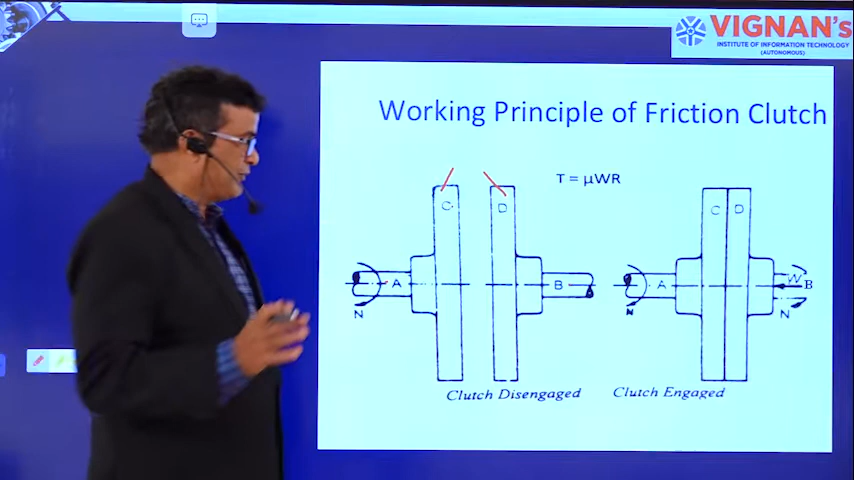 VIGNAN's
INSTITUTE OF INFORMATION TECHNOLOGY
(AUTONOMOUS)
Working Principle of Friction Clutch
T = μWR
C D C D
A B A W B
N N N
Clutch Disengaged Clutch Engaged